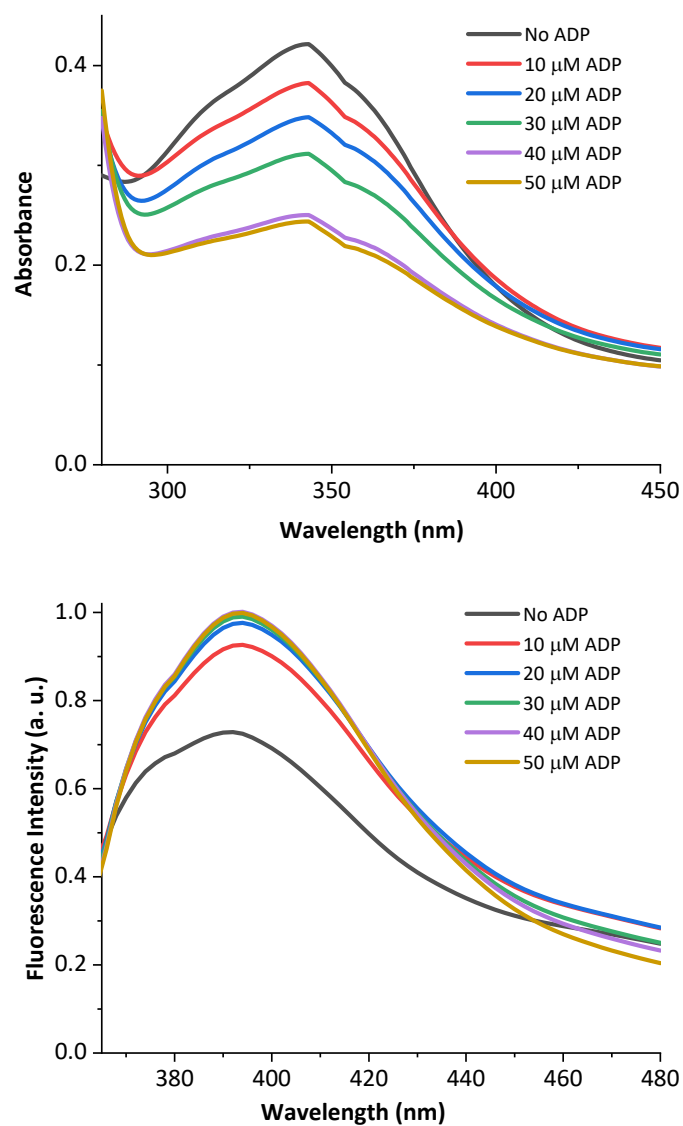 No ADP
10 μM ADP
20 μM ADP
30 μM ADP
40 μM ADP
50 μM ADP
0.4
0.2
0.0
Absorbance
300
350
400
450
Wavelength (nm)
No ADP
10 μM ADP
20 μM ADP
30 μM ADP
40 μM ADP
50 μM ADP
1.0
0.8
0.6
0.4
0.2
0.0
Fluorescence Intensity (a. u.)
380
400
420
440
460
480
Wavelength (nm)